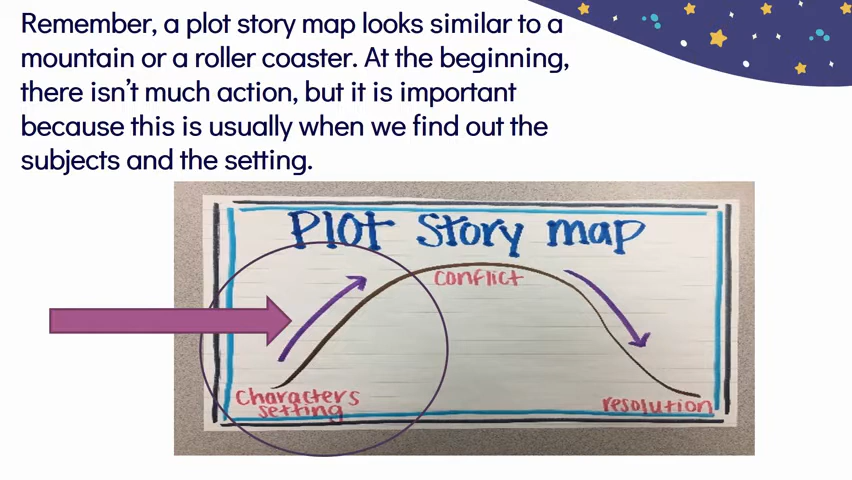 Remember, a plot story map looks similar to a
mountain or a roller coaster. At the beginning,
there isn't much action, but it is important
because this is usually when we find out the
subjects and the setting.
Plot Story map
conflict
characters
setting
resolution